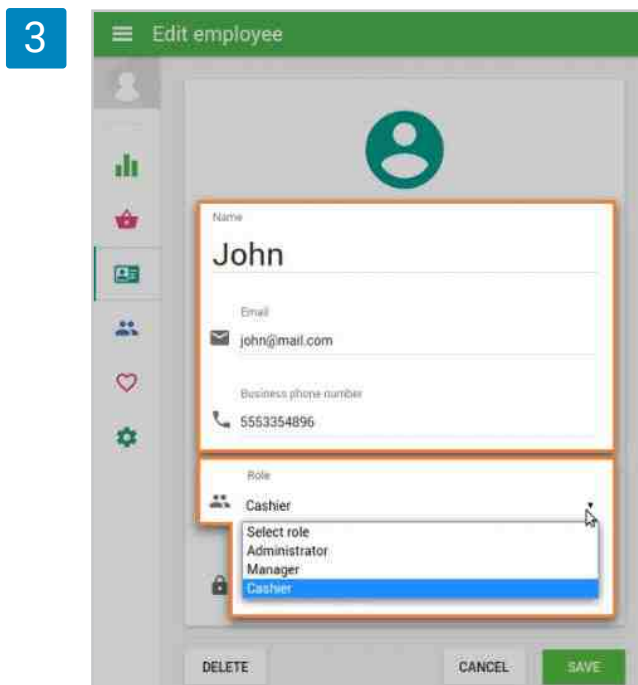 3
Edit employee
Name
John
Email
john@mail.com
Business phone number
5553354896
Role
Cashier
Select role
Administrator
Manager
Cashier
DELETE
CANCEL
SAVE